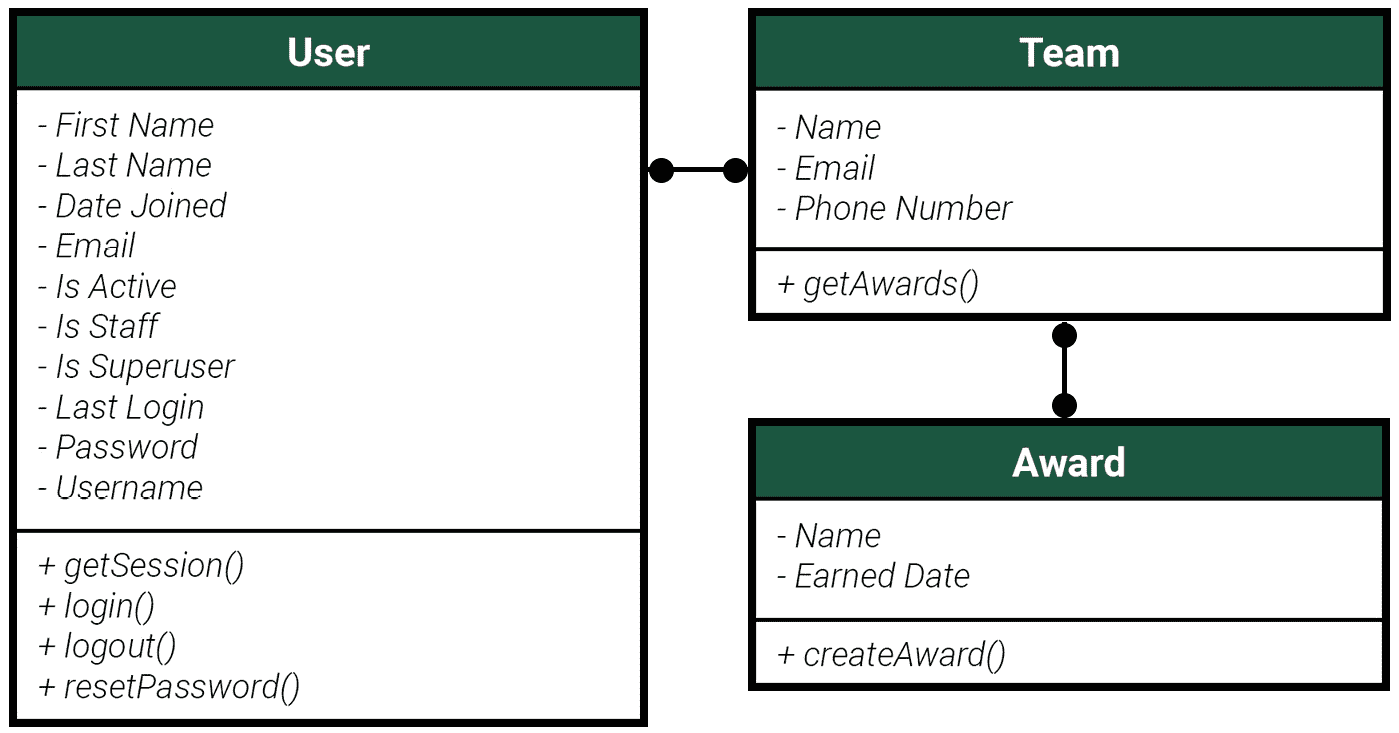 User
- First Name
- Last Name
- Date Joined
- Email
- Is Active
- Is Staff
- Is Superuser
- Last Login
- Password
- Username
+ getSession()
+ login()
+ logout()
+ resetPassword()
Team
- Name
- Email
- Phone Number
+ getAwards()
Award
- Name
- Earned Date
+ createAward()